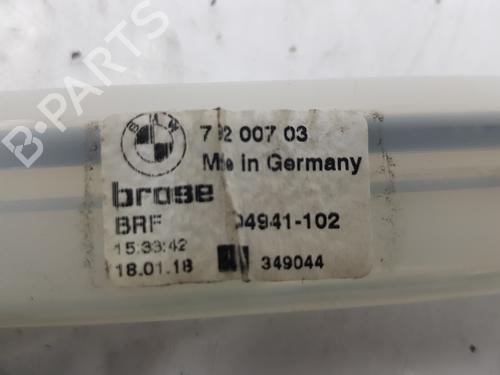 BMW
7 2 007 03
M e in Germany
brose
BRF 04941-102
15:33:42
18.01.18 349044
B-PARTS